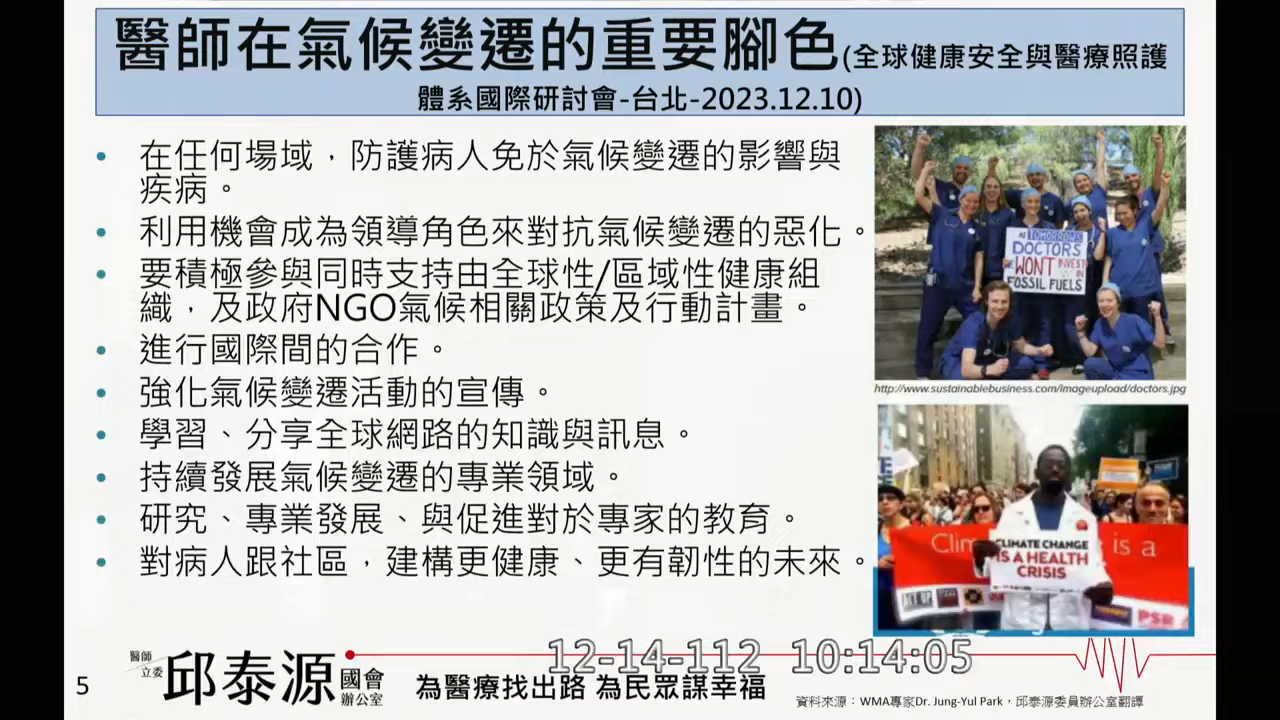 醫師在氣候變遷的重要腳色(全球健康安全與醫療照護
體系國際研討會-台北-2023.12.10)
• 在任何場域，防護病人免於氣候變遷的影響與
疾病。
• 利用機會成為領導角色來對抗氣候變遷的惡化。
• 要積極參與同時支持由全球性/區域性健康組
織，及政府NGO氣候相關政策及行動計畫。
• 進行國際間的合作。
• 強化氣候變遷活動的宣傳。
• 學習、分享全球網路的知識與訊息。
• 持續發展氣候變遷的專業領域。
• 研究、專業發展、與促進對於專家的教育。
• 對病人跟社區，建構更健康、更有韌性的未來。
AS TOMORROWS
DOCTORS
WE WON'T INVEST
IN
FOSSIL FUELS
http://www.sustainablebusiness.com/imageupload/doctors.jpg
Clim
is a
CLIMATE CHANGE
IS A HEALTH
CRISIS
ACT UP
PSR
12-14-112 10:14:05
5
醫師
立委
邱泰源
國會
辦公室
為醫療找出路 為民眾謀幸福
資料來源：WMA專家Dr. Jung-Yul Park，邱泰源委員辦公室翻譯